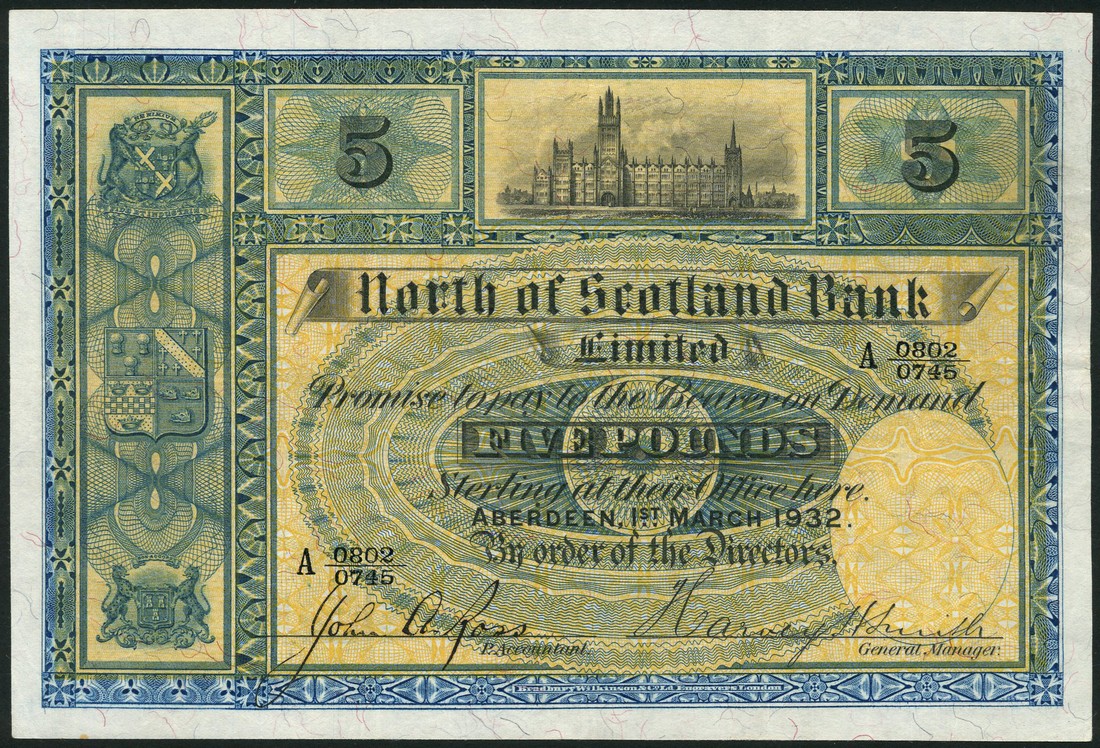 5
5
North of Scotland Bank
Limited
A 0802
0745
Promise to pay to the Bearer on Demand
FIVE POUNDS
Sterling at their Office here.
ABERDEEN, 1ST MARCH 1932.
By order of the Directors.
A 0802
0745
John A. Ross
P. Accountant.
Harvey H Smith
General Manager.
Bradbury Wilkinson & Co. Ld. Engravers London